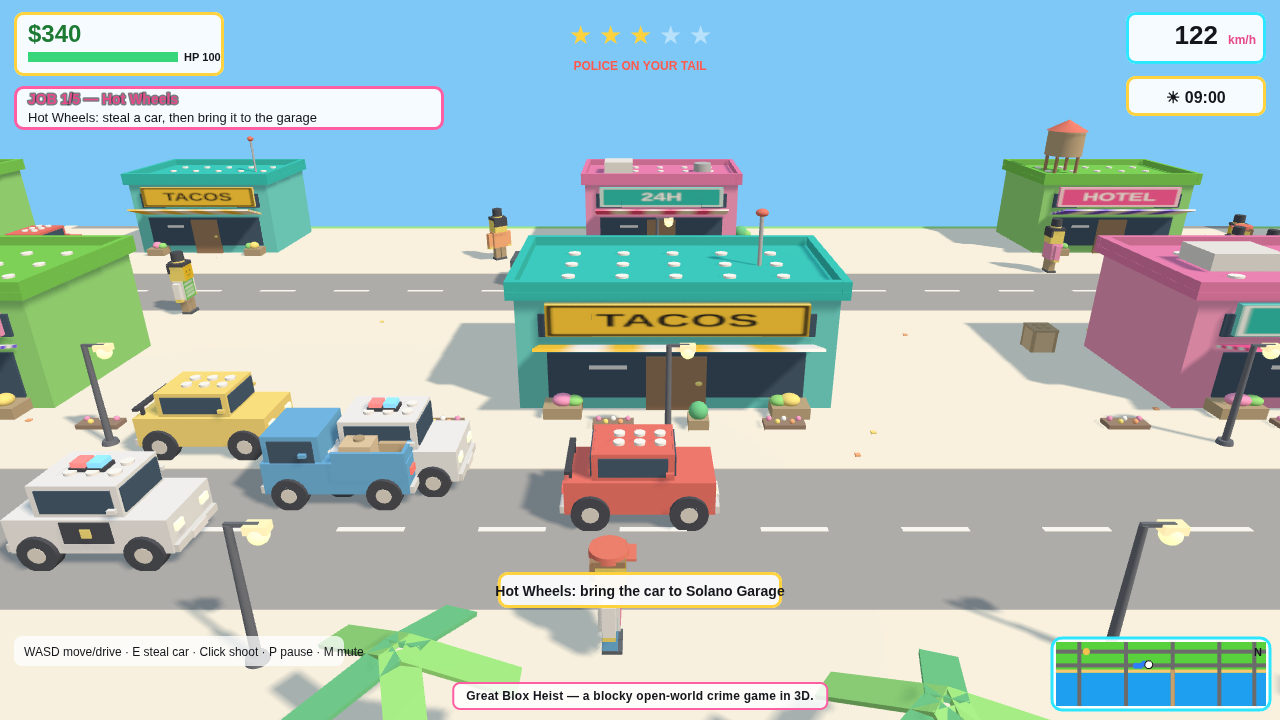 $340
HP 100
POLICE ON YOUR TAIL
122 km/h
☀ 09:00
JOB 1/5 — Hot Wheels
Hot Wheels: steal a car, then bring it to the garage
TACOS
24H
HOTEL
TACOS
Hot Wheels: bring the car to Solano Garage
WASD move/drive · E steal car · Click shoot · P pause · M mute
N
Great Blox Heist — a blocky open-world crime game in 3D.